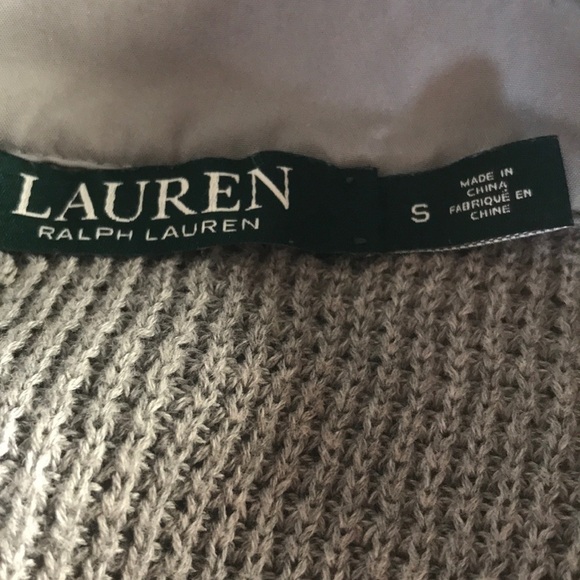 LAUREN
RALPH LAUREN
S
MADE IN
CHINA
FABRIQUÉ EN
CHINE